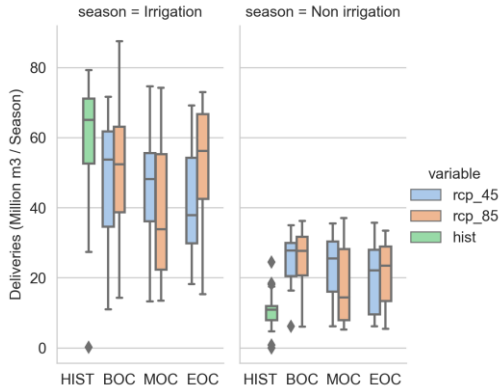 season = Irrigation
season = Non irrigation
Deliveries (Million m3 / Season)
80
60
40
20
0
HIST BOC MOC EOC
HIST BOC MOC EOC
variable
rcp_45
rcp_85
hist